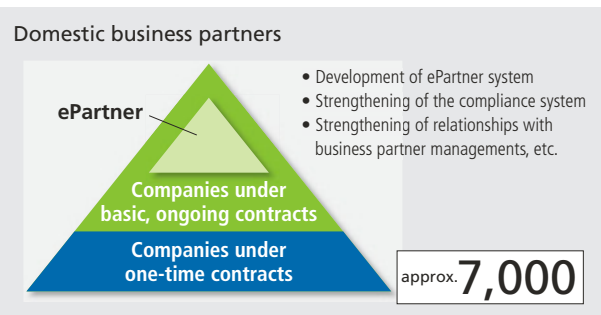 Domestic business partners
ePartner
• Development of ePartner system
• Strengthening of the compliance system
• Strengthening of relationships with
business partner managements, etc.
Companies under
basic, ongoing contracts
Companies under
one-time contracts
approx.7,000